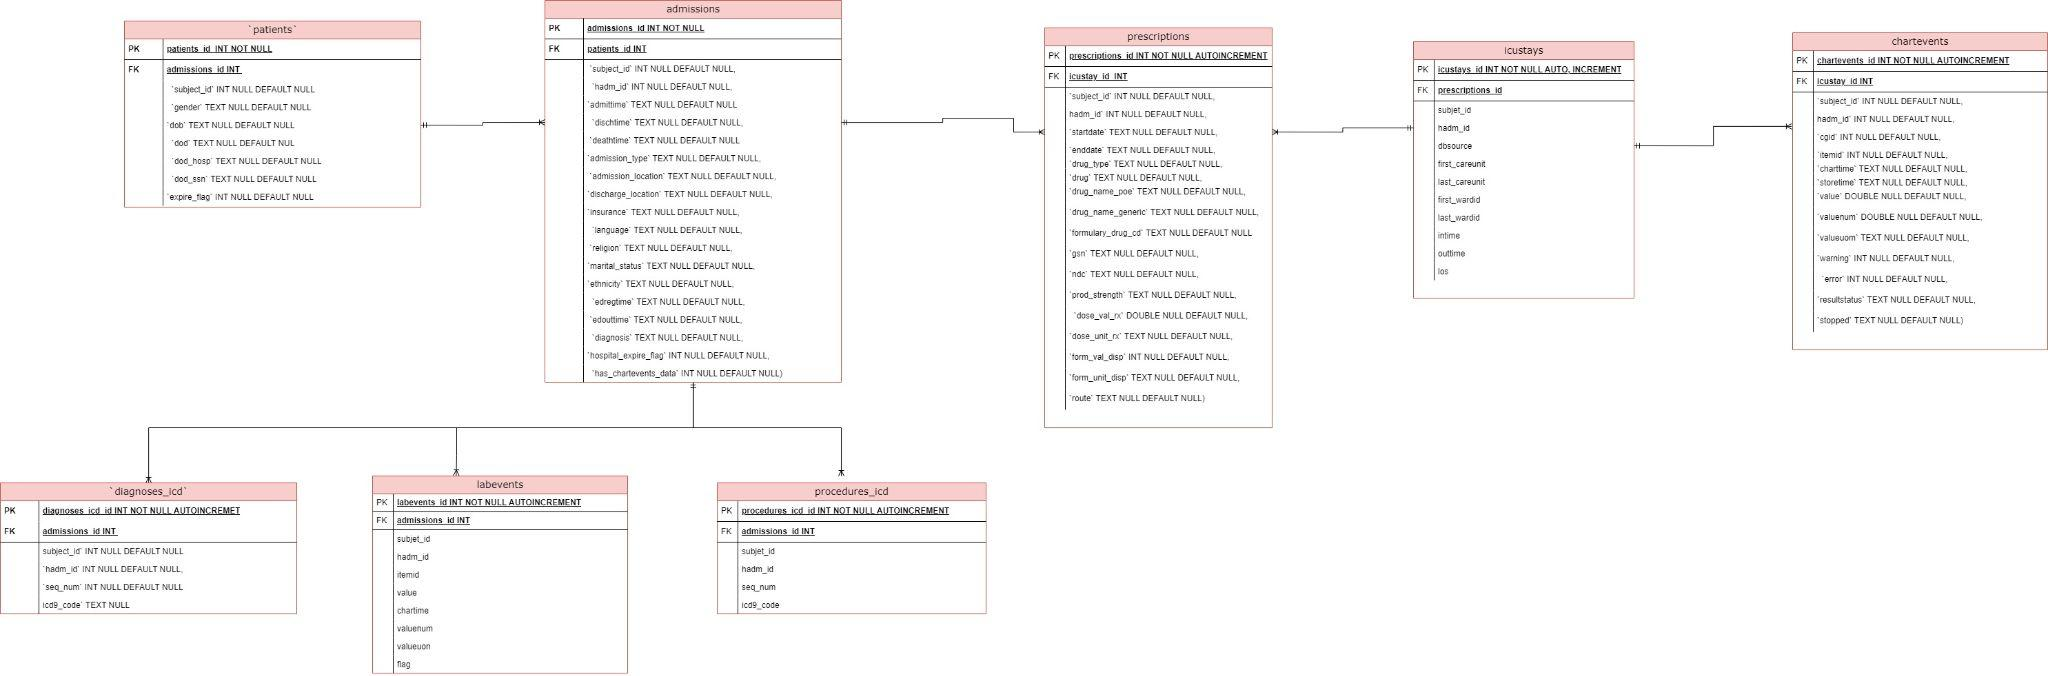 `patients`
PK patients_id INT NOT NULL
FK admissions_id INT
`subject_id` INT NULL DEFAULT NULL
`gender` TEXT NULL DEFAULT NULL
`dob` TEXT NULL DEFAULT NULL
`dod` TEXT NULL DEFAULT NUL
`dod_hosp` TEXT NULL DEFAULT NULL
`dod_ssn` TEXT NULL DEFAULT NULL
`expire_flag` INT NULL DEFAULT NULL
admissions
PK admissions_id INT NOT NULL
FK patients_id INT
`subject_id` INT NULL DEFAULT NULL,
`hadm_id` INT NULL DEFAULT NULL,
`admittime` TEXT NULL DEFAULT NULL
`dischtime` TEXT NULL DEFAULT NULL,
`deathtime` TEXT NULL DEFAULT NULL
`admission_type` TEXT NULL DEFAULT NULL,
`admission_location` TEXT NULL DEFAULT NULL,
`discharge_location` TEXT NULL DEFAULT NULL,
`insurance` TEXT NULL DEFAULT NULL,
`language` TEXT NULL DEFAULT NULL,
`religion` TEXT NULL DEFAULT NULL,
`marital_status` TEXT NULL DEFAULT NULL,
`ethnicity` TEXT NULL DEFAULT NULL,
`edregtime` TEXT NULL DEFAULT NULL,
`edouttime` TEXT NULL DEFAULT NULL,
`diagnosis` TEXT NULL DEFAULT NULL,
`hospital_expire_flag` INT NULL DEFAULT NULL,
`has_chartevents_data` INT NULL DEFAULT NULL)
prescriptions
PK prescriptions_id INT NOT NULL AUTOINCREMENT
FK icustay_id INT
`subject_id` INT NULL DEFAULT NULL,
hadm_id` INT NULL DEFAULT NULL,
`startdate` TEXT NULL DEFAULT NULL,
`enddate` TEXT NULL DEFAULT NULL,
`drug_type` TEXT NULL DEFAULT NULL,
`drug` TEXT NULL DEFAULT NULL,
`drug_name_poe` TEXT NULL DEFAULT NULL,
`drug_name_generic` TEXT NULL DEFAULT NULL,
`formulary_drug_cd` TEXT NULL DEFAULT NULL
`gsn` TEXT NULL DEFAULT NULL,
`ndc` TEXT NULL DEFAULT NULL,
`prod_strength` TEXT NULL DEFAULT NULL,
`dose_val_rx` DOUBLE NULL DEFAULT NULL,
`dose_unit_rx` TEXT NULL DEFAULT NULL,
`form_val_disp` INT NULL DEFAULT NULL,
`form_unit_disp` TEXT NULL DEFAULT NULL,
`route` TEXT NULL DEFAULT NULL)
icustays
PK icustays_id INT NOT NULL AUTO, INCREMENT
FK prescriptions_id
subjet_id
hadm_id
dbsource
first_careunit
last_careunit
first_wardid
last_wardid
intime
outtime
los
chartevents
PK chartevents_id INT NOT NULL AUTOINCREMENT
FK icustay_id INT
`subject_id` INT NULL DEFAULT NULL,
hadm_id` INT NULL DEFAULT NULL,
`cgid` INT NULL DEFAULT NULL,
`itemid` INT NULL DEFAULT NULL,
`charttime` TEXT NULL DEFAULT NULL,
`storetime` TEXT NULL DEFAULT NULL,
`value` DOUBLE NULL DEFAULT NULL,
`valuenum` DOUBLE NULL DEFAULT NULL,
`valueuom` TEXT NULL DEFAULT NULL,
`warning` INT NULL DEFAULT NULL,
`error` INT NULL DEFAULT NULL,
`resultstatus` TEXT NULL DEFAULT NULL,
`stopped` TEXT NULL DEFAULT NULL)
`diagnoses_icd`
PK diagnoses_icd_id INT NOT NULL AUTOINCREMET
FK admissions_id INT
subject_id` INT NULL DEFAULT NULL
`hadm_id` INT NULL DEFAULT NULL,
`seq_num` INT NULL DEFAULT NULL
icd9_code` TEXT NULL
labevents
PK labevents_id INT NOT NULL AUTOINCREMENT
FK admissions_id INT
subjet_id
hadm_id
itemid
value
chartime
valuenum
valueuon
flag
procedures_icd
PK procedures_icd_id INT NOT NULL AUTOINCREMENT
FK admissions_id INT
subjet_id
hadm_id
seq_num
icd9_code